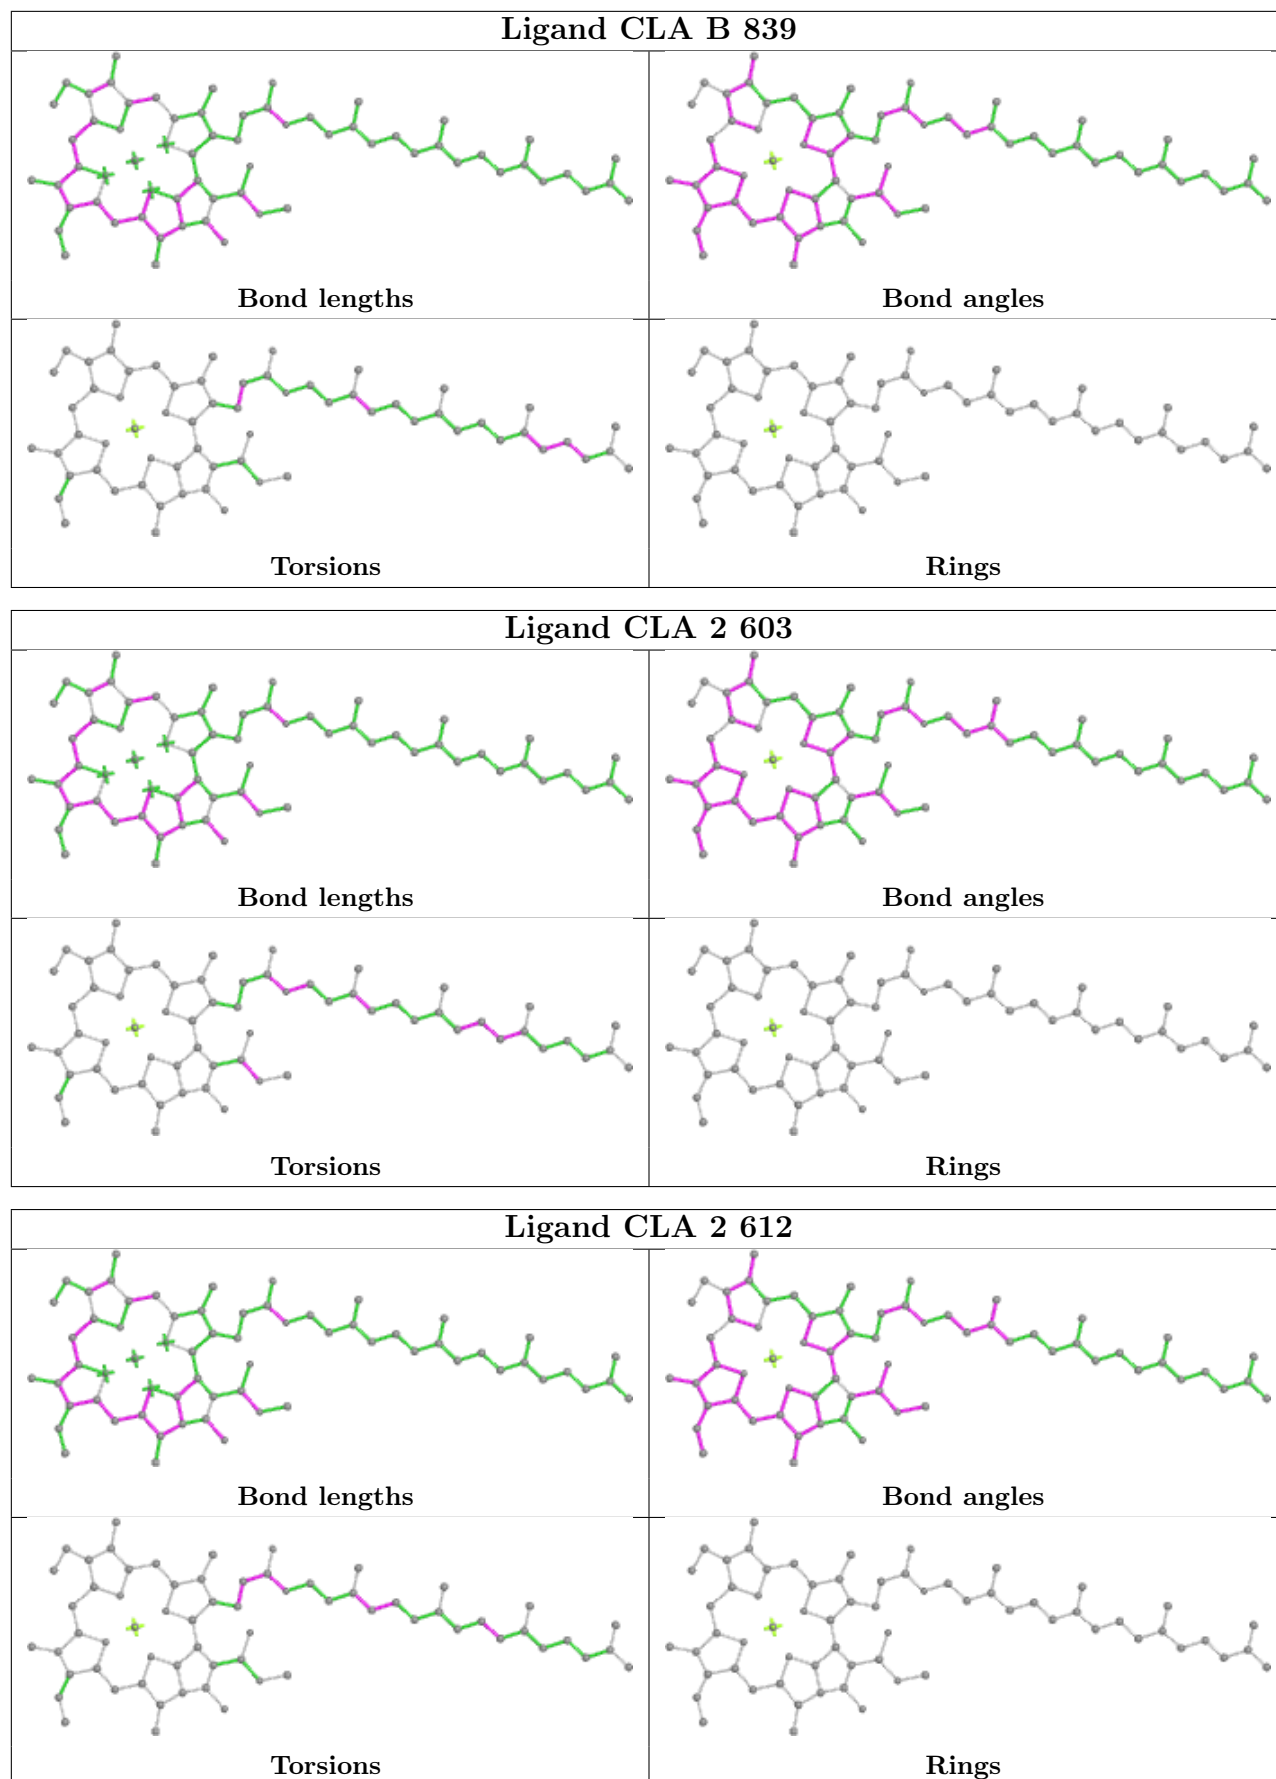 Ligand CLA B 839
Bond lengths
Bond angles
Torsions
Rings
Ligand CLA 2 603
Bond lengths
Bond angles
Torsions
Rings
Ligand CLA 2 612
Bond lengths
Bond angles
Torsions
Rings